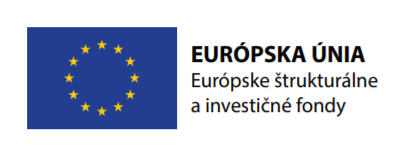 EURÓPSKA ÚNIA
Európske štrukturálne
a investičné fondy